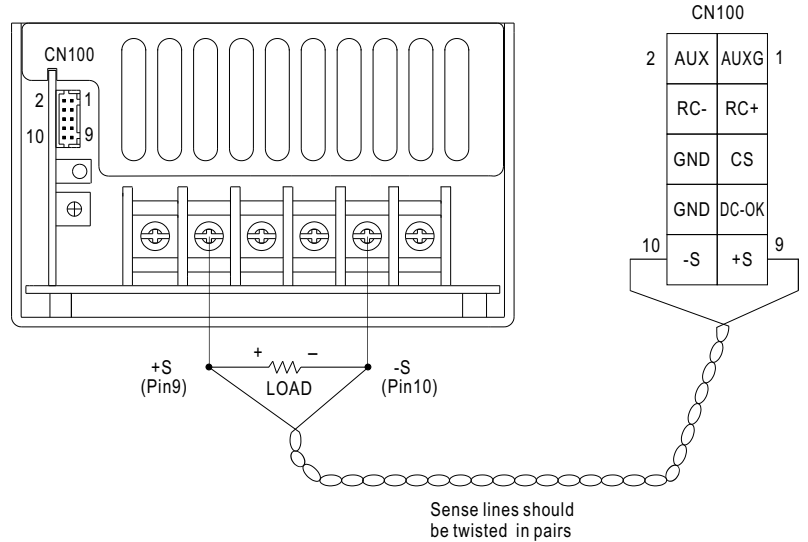 CN100
2 1
10 9
+ –
LOAD
+S
(Pin9)
-S
(Pin10)
CN100
2 AUX AUXG 1
RC- RC+
GND CS
GND DC-OK
10 -S +S 9
Sense lines should
be twisted in pairs